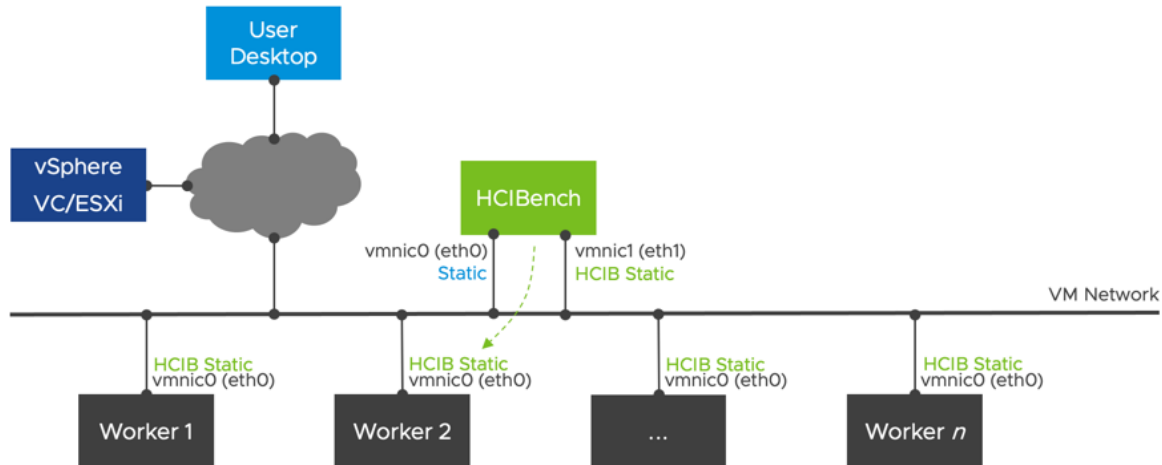 User
Desktop
vSphere
VC/ESXi
HCIBench
vmnic0 (eth0)
Static
vmnic1 (eth1)
HCIB Static
VM Network
HCIB Static
vmnic0 (eth0)
HCIB Static
vmnic0 (eth0)
HCIB Static
vmnic0 (eth0)
HCIB Static
vmnic0 (eth0)
Worker 1
Worker 2
...
Worker n